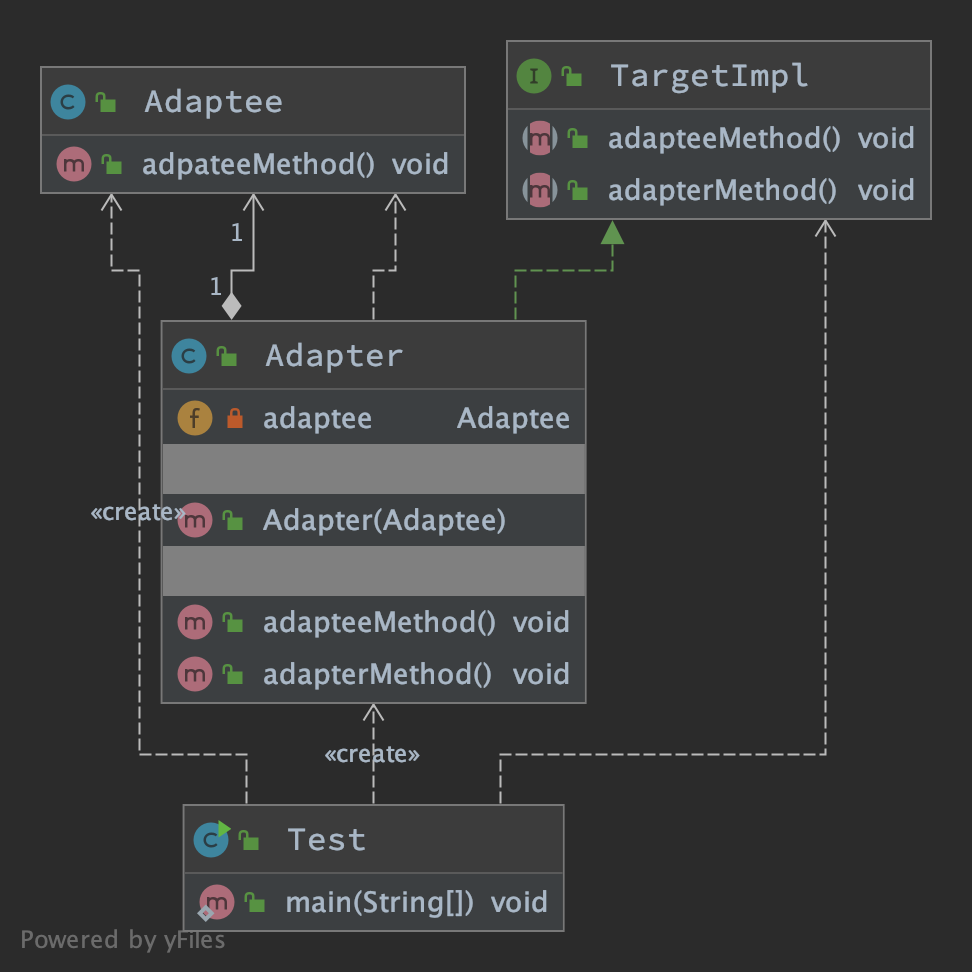 C Adaptee
m adpateeMethod() void
I TargetImpl
m adapteeMethod() void
m adapterMethod() void
1
1
C Adapter
f adaptee Adaptee
«create»
m Adapter(Adaptee)
m adapteeMethod() void
m adapterMethod() void
«create»
C Test
m main(String[]) void
Powered by yFiles